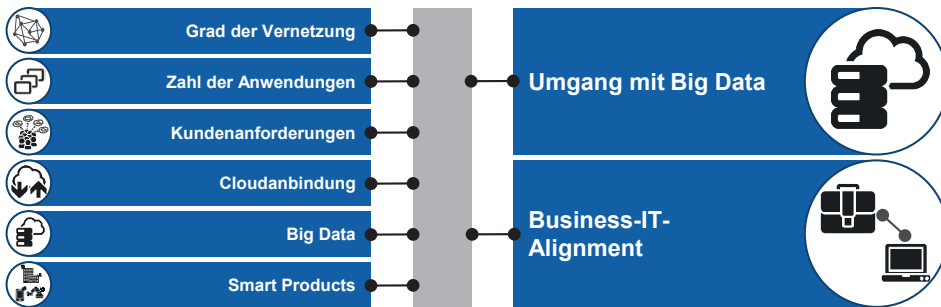 Grad der Vernetzung
Zahl der Anwendungen
Kundenanforderungen
Cloudanbindung
Big Data
Smart Products
Umgang mit Big Data
Business-IT-
Alignment